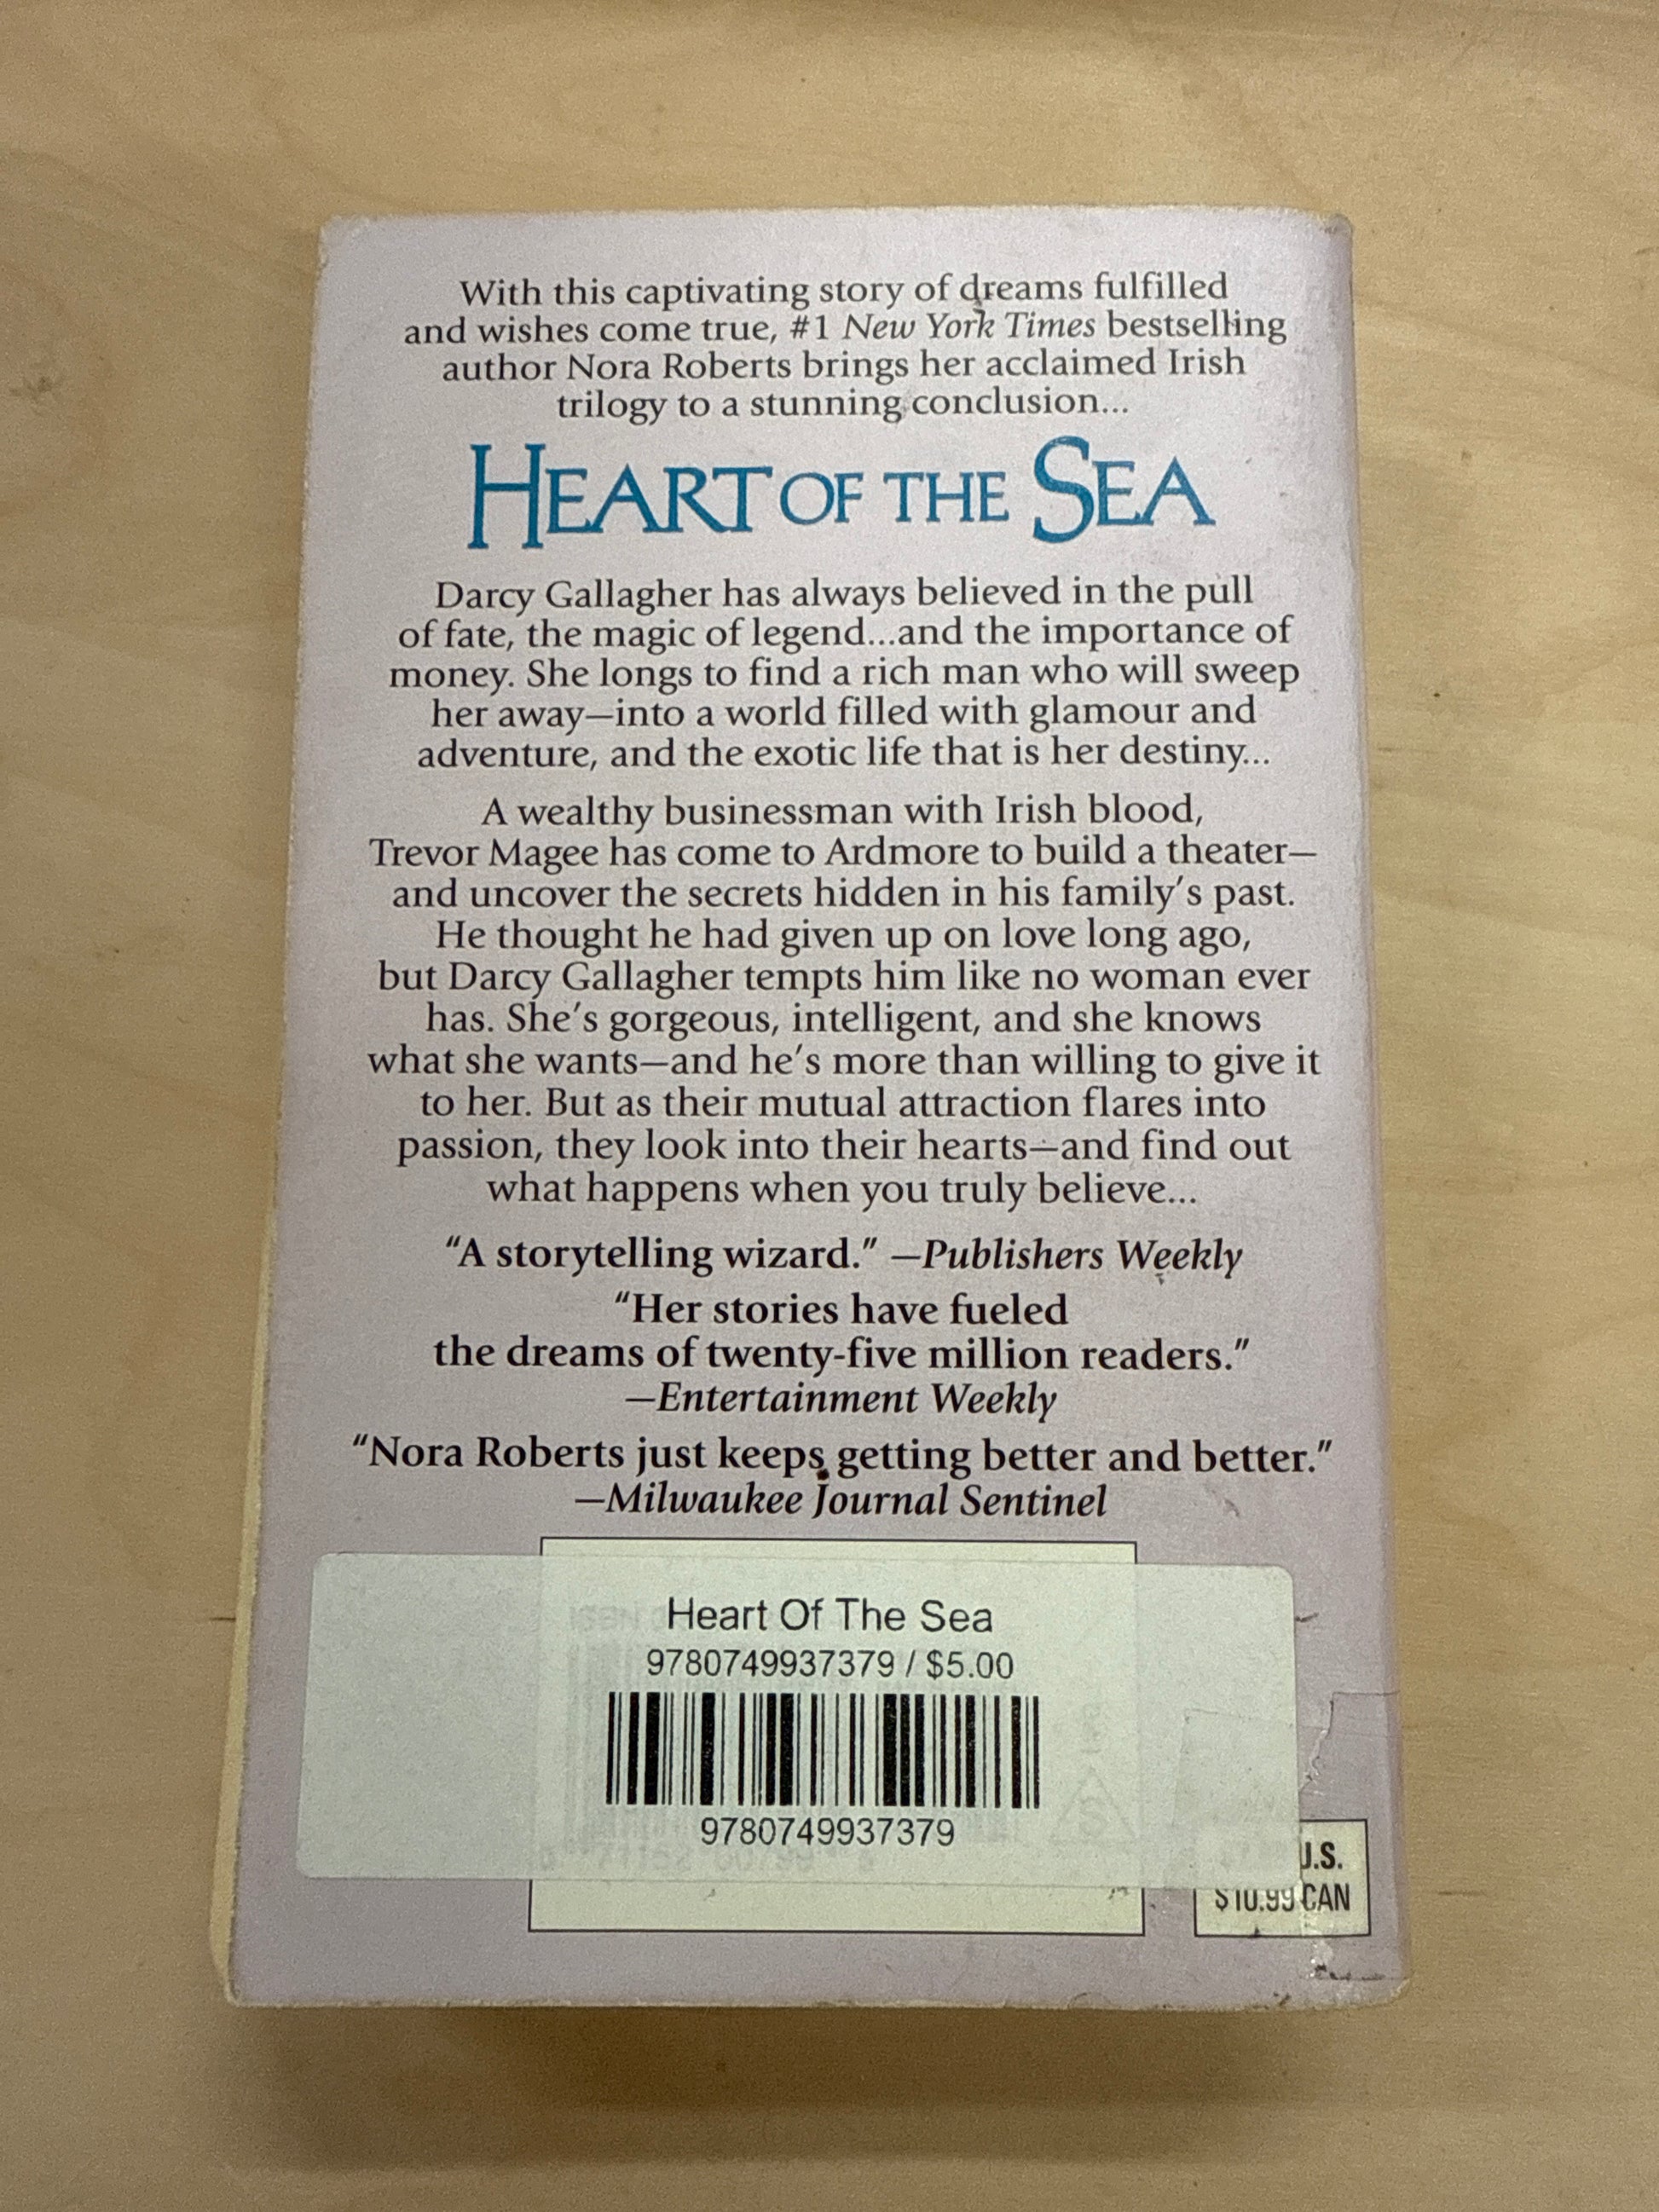 With this captivating story of dreams fulfilled
and wishes come true, #1 New York Times bestselling
author Nora Roberts brings her acclaimed Irish
trilogy to a stunning conclusion...
HEART OF THE SEA
Darcy Gallagher has always believed in the pull
of fate, the magic of legend...and the importance of
money. She longs to find a rich man who will sweep
her away—into a world filled with glamour and
adventure, and the exotic life that is her destiny...
A wealthy businessman with Irish blood,
Trevor Magee has come to Ardmore to build a theater—
and uncover the secrets hidden in his family's past.
He thought he had given up on love long ago,
but Darcy Gallagher tempts him like no woman ever
has. She's gorgeous, intelligent, and she knows
what she wants—and he's more than willing to give it
to her. But as their mutual attraction flares into
passion, they look into their hearts—and find out
what happens when you truly believe...
"A storytelling wizard." —Publishers Weekly
"Her stories have fueled
the dreams of twenty-five million readers."
—Entertainment Weekly
"Nora Roberts just keeps getting better and better."
—Milwaukee Journal Sentinel
Heart Of The Sea
9780749937379 / $5.00
9780749937379
U.S.
$10.99 CAN